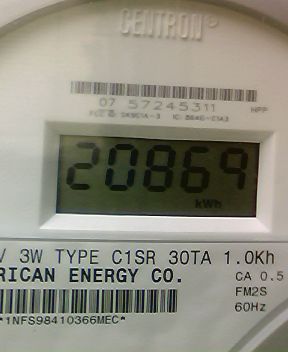 CENTRON®
07 57245311 HPP
20869
kWh
V 3W TYPE C1SR 30TA 1.0Kh
RICAN ENERGY CO.
CA 0.5
FM2S
60Hz
*1NFS98410366MEC*